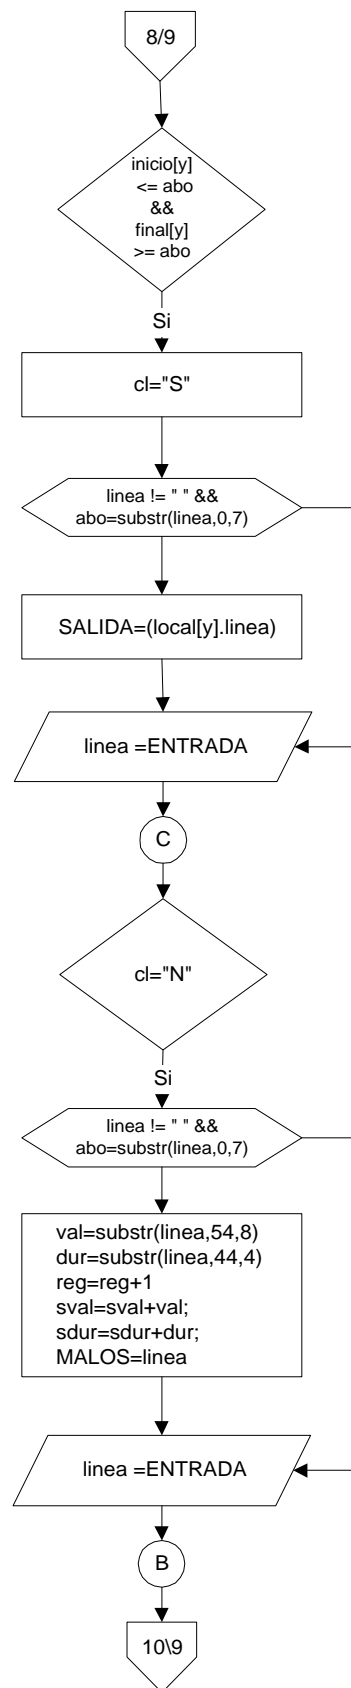 8/9
inicio[y]
<= abo
&&
final[y]
>= abo
Si
cl="S"
linea != " " &&
abo=substr(linea,0,7)
SALIDA=(local[y].linea)
linea =ENTRADA
C
cl="N"
Si
linea != " " &&
abo=substr(linea,0,7)
val=substr(linea,54,8)
dur=substr(linea,44,4)
reg=reg+1
sval=sval+val;
sdur=sdur+dur;
MALOS=linea
linea =ENTRADA
B
10\9